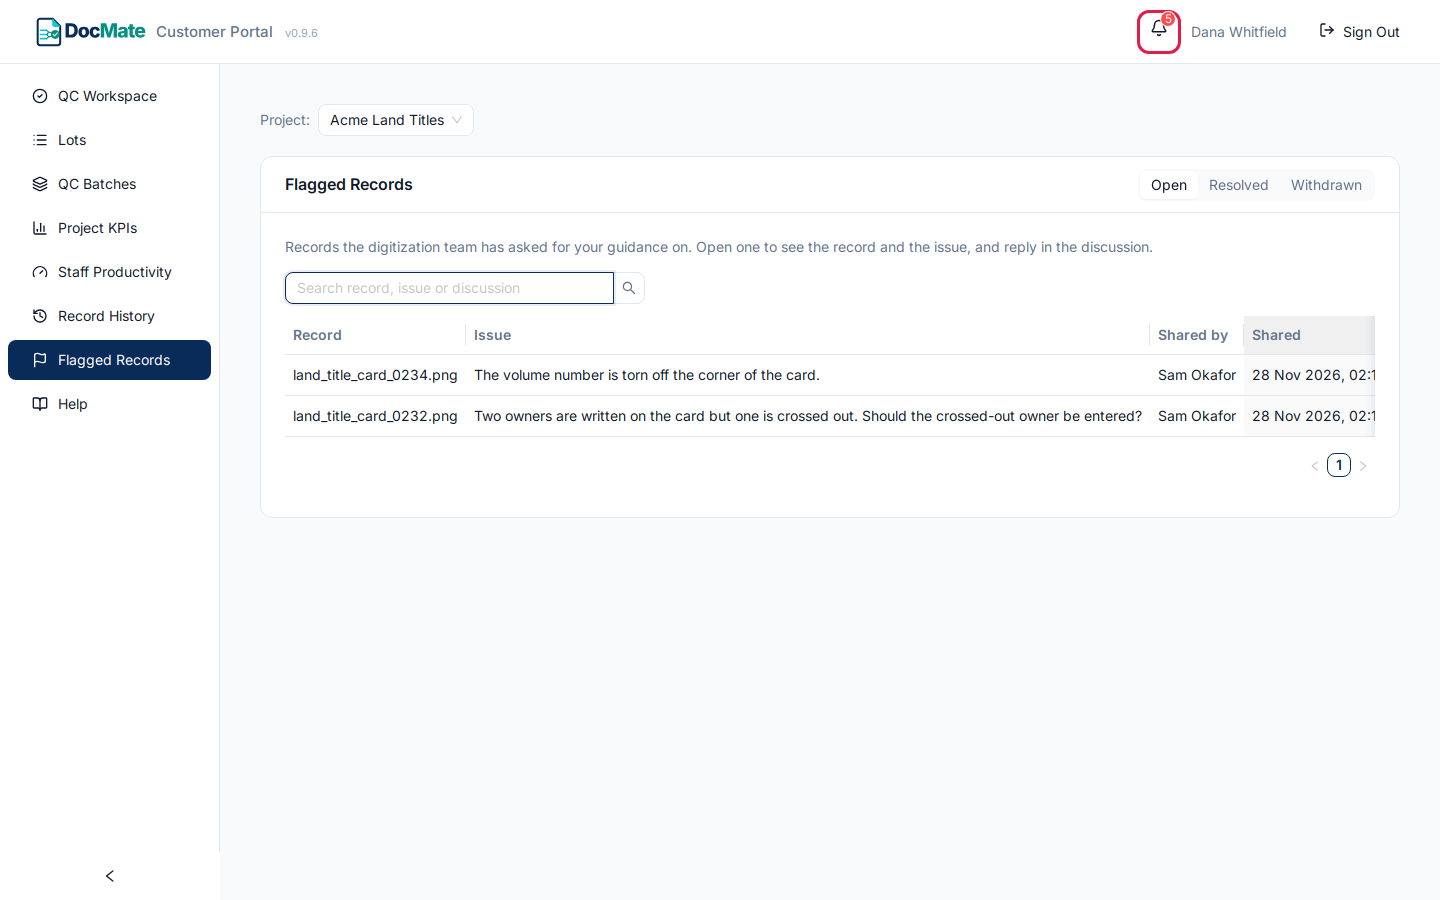 DocMate Customer Portal v0.9.6
5
Dana Whitfield
Sign Out
QC Workspace
Lots
QC Batches
Project KPIs
Staff Productivity
Record History
Flagged Records
Help
Project: Acme Land Titles
Flagged Records
Open Resolved Withdrawn
Records the digitization team has asked for your guidance on. Open one to see the record and the issue, and reply in the discussion.
Search record, issue or discussion
Record Issue Shared by Shared
land_title_card_0234.png The volume number is torn off the corner of the card. Sam Okafor 28 Nov 2026, 02:1
land_title_card_0232.png Two owners are written on the card but one is crossed out. Should the crossed-out owner be entered? Sam Okafor 28 Nov 2026, 02:1
1